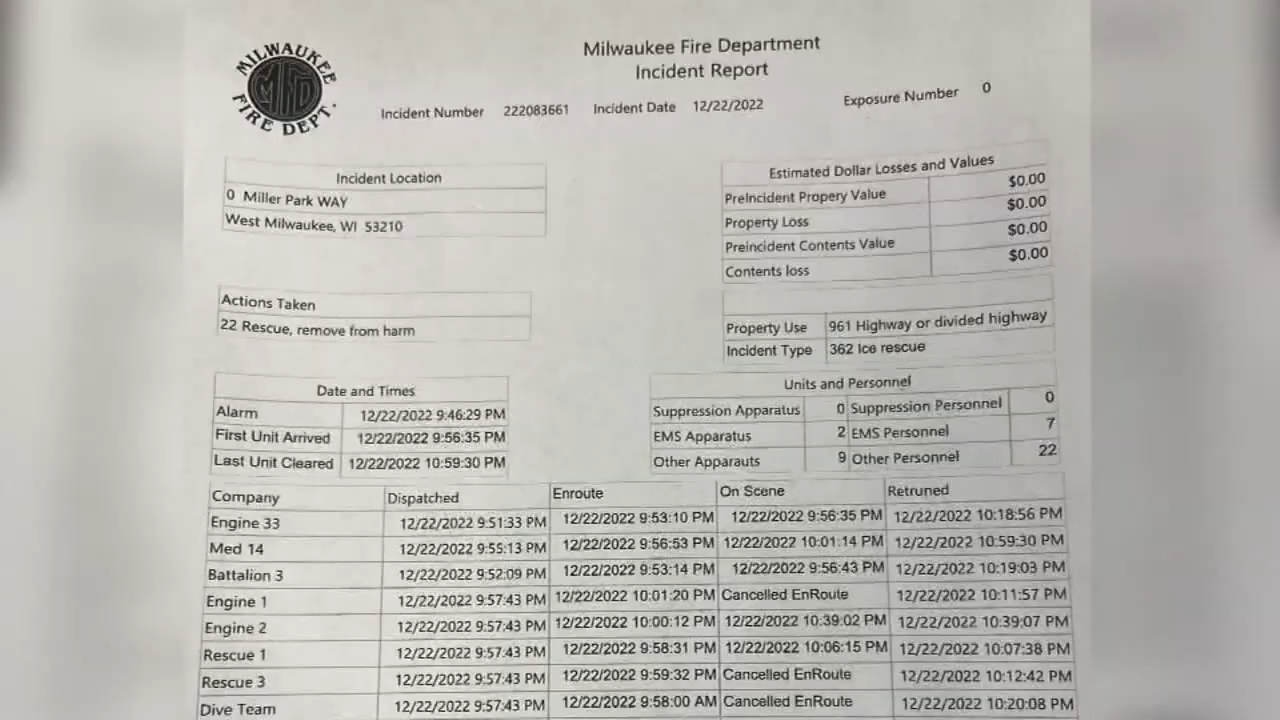 MILWAUKEE
MFD
FIRE DEPT.
Milwaukee Fire Department
Incident Report
Incident Number 222083661 Incident Date 12/22/2022 Exposure Number 0
Incident Location
0 Miller Park WAY
West Milwaukee, WI 53210
Estimated Dollar Losses and Values
PreIncident Propery Value $0.00
Property Loss $0.00
Preincident Contents Value $0.00
Contents loss $0.00
Actions Taken
22 Rescue, remove from harm
Property Use 961 Highway or divided highway
Incident Type 362 Ice rescue
Date and Times
Alarm 12/22/2022 9:46:29 PM
First Unit Arrived 12/22/2022 9:56:35 PM
Last Unit Cleared 12/22/2022 10:59:30 PM
Units and Personnel
Suppression Apparatus 0 Suppression Personnel 0
EMS Apparatus 2 EMS Personnel 7
Other Apparauts 9 Other Personnel 22
Company Dispatched Enroute On Scene Retruned
Engine 33 12/22/2022 9:51:33 PM 12/22/2022 9:53:10 PM 12/22/2022 9:56:35 PM 12/22/2022 10:18:56 PM
Med 14 12/22/2022 9:55:13 PM 12/22/2022 9:56:53 PM 12/22/2022 10:01:14 PM 12/22/2022 10:59:30 PM
Battalion 3 12/22/2022 9:52:09 PM 12/22/2022 9:53:14 PM 12/22/2022 9:56:43 PM 12/22/2022 10:19:03 PM
Engine 1 12/22/2022 9:57:43 PM 12/22/2022 10:01:20 PM Cancelled EnRoute 12/22/2022 10:11:57 PM
Engine 2 12/22/2022 9:57:43 PM 12/22/2022 10:00:12 PM 12/22/2022 10:39:02 PM 12/22/2022 10:39:07 PM
Rescue 1 12/22/2022 9:57:43 PM 12/22/2022 9:58:31 PM 12/22/2022 10:06:15 PM 12/22/2022 10:07:38 PM
Rescue 3 12/22/2022 9:57:43 PM 12/22/2022 9:59:32 PM Cancelled EnRoute 12/22/2022 10:12:42 PM
Dive Team 12/22/2022 9:57:43 PM 12/22/2022 9:58:00 AM Cancelled EnRoute 12/22/2022 10:20:08 PM